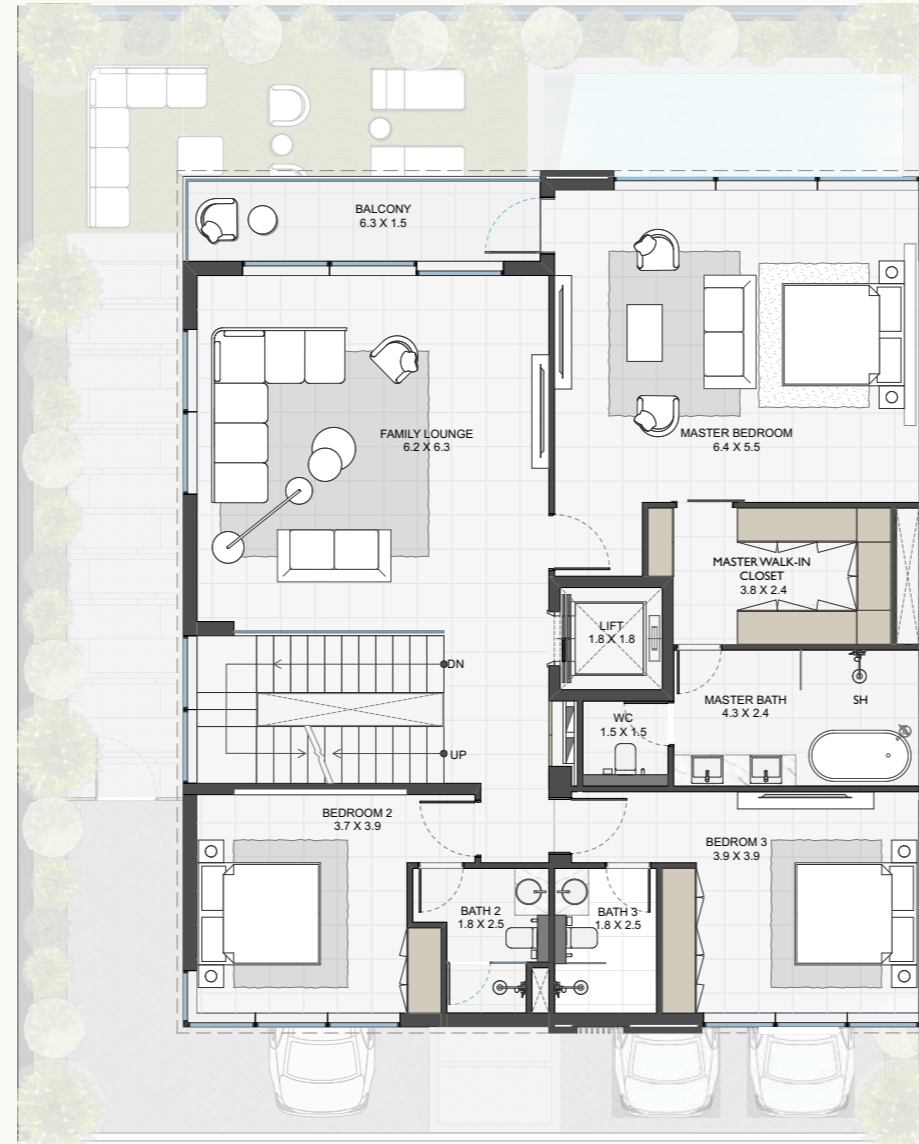 BALCONY
6.3 X 1.5
FAMILY LOUNGE
6.2 X 6.3
MASTER BEDROOM
6.4 X 5.5
MASTER WALK-IN
CLOSET
3.8 X 2.4
LIFT
1.8 X 1.8
DN
UP
MASTER BATH
4.3 X 2.4
SH
WC
1.5 X 1.5
BEDROOM 2
3.7 X 3.9
BEDROM 3
3.9 X 3.9
BATH 2
1.8 X 2.5
BATH 3
1.8 X 2.5